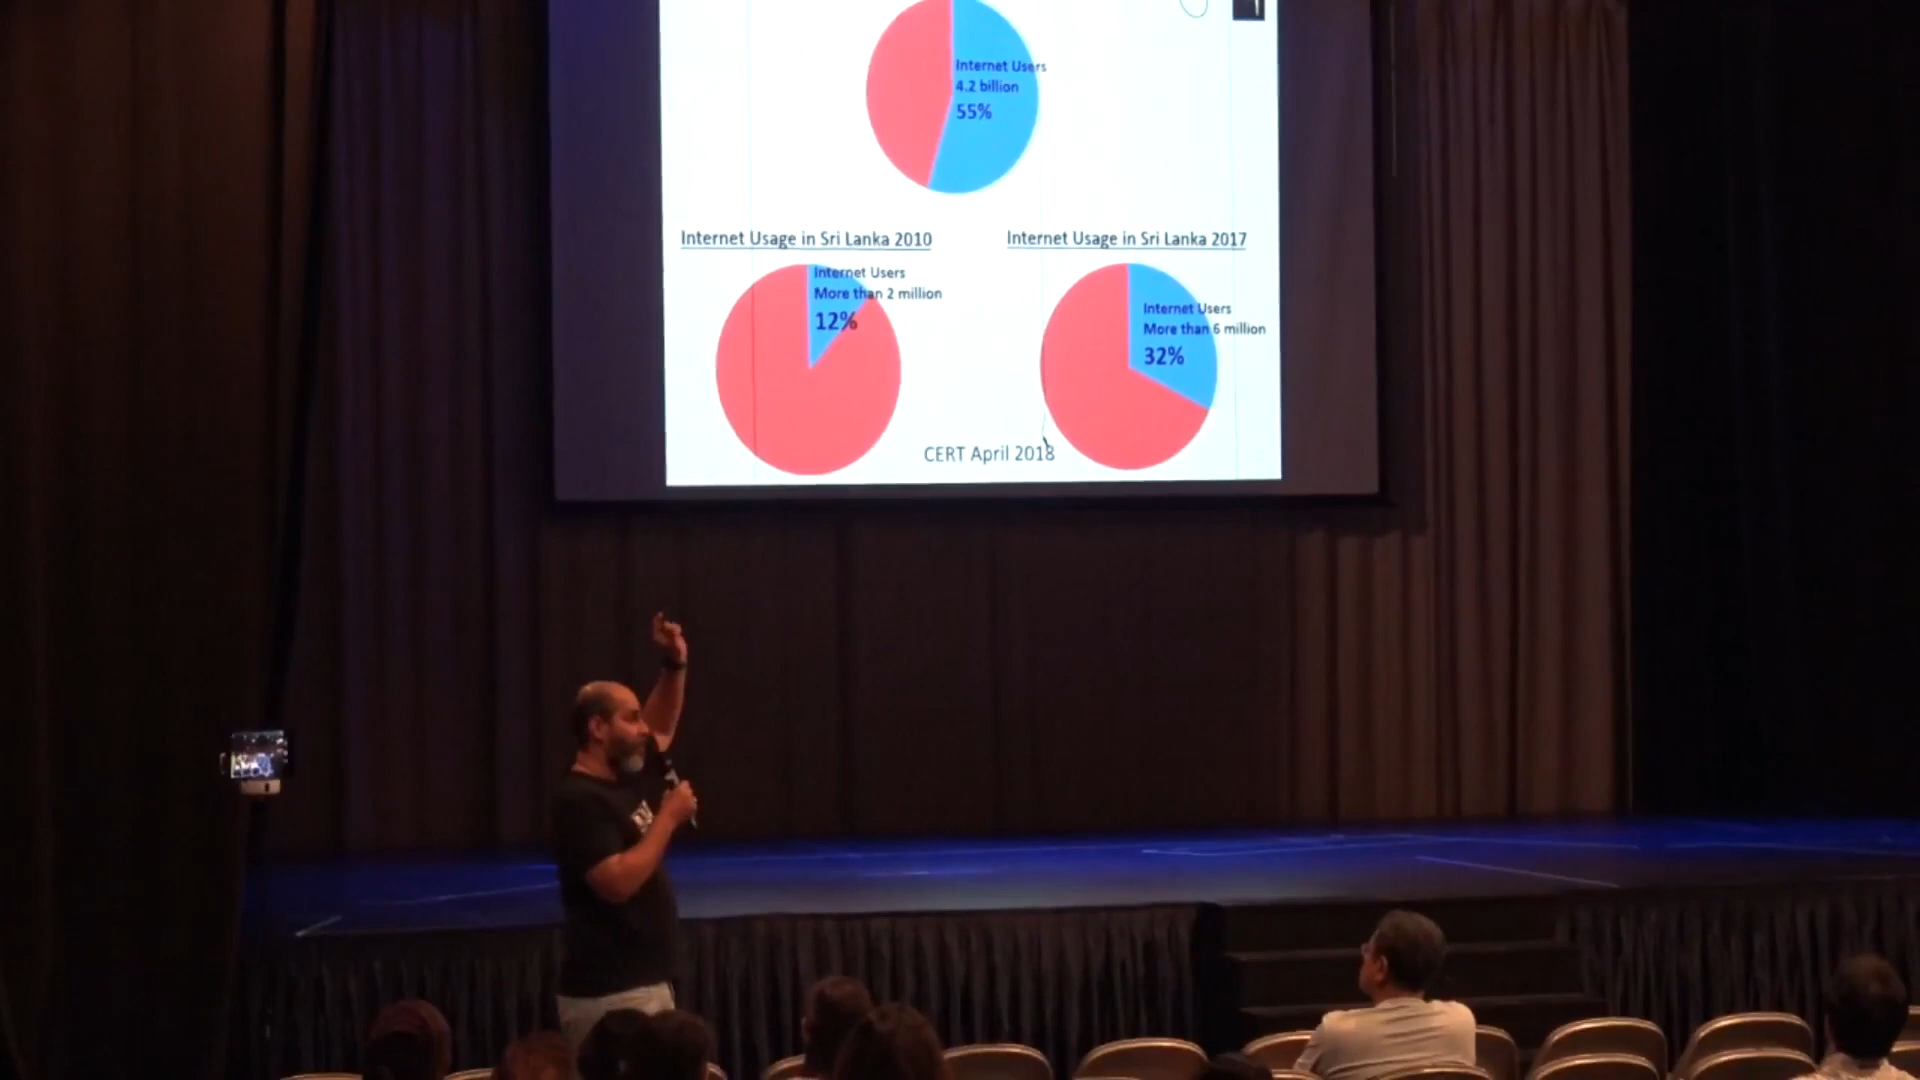 Internet Users
4.2 billion
55%
Internet Usage in Sri Lanka 2010
Internet Users
More than 2 million
12%
Internet Usage in Sri Lanka 2017
Internet Users
More than 6 million
32%
CERT April 2018